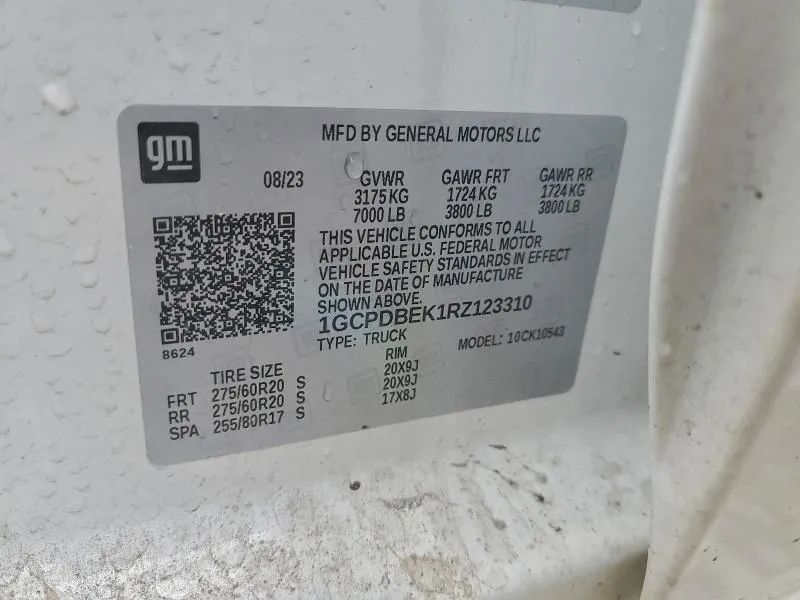 gm
MFD BY GENERAL MOTORS LLC
08/23 GVWR GAWR FRT GAWR RR
3175 KG 1724 KG 1724 KG
7000 LB 3800 LB 3800 LB
THIS VEHICLE CONFORMS TO ALL
APPLICABLE U.S. FEDERAL MOTOR
VEHICLE SAFETY STANDARDS IN EFFECT
ON THE DATE OF MANUFACTURE
SHOWN ABOVE.
1GCPDBEK1RZ123310
8624
TYPE: TRUCK MODEL: 10CK10543
TIRE SIZE RIM
FRT 275/60R20 S 20X9J
RR 275/60R20 S 20X9J
SPA 255/80R17 S 17X8J